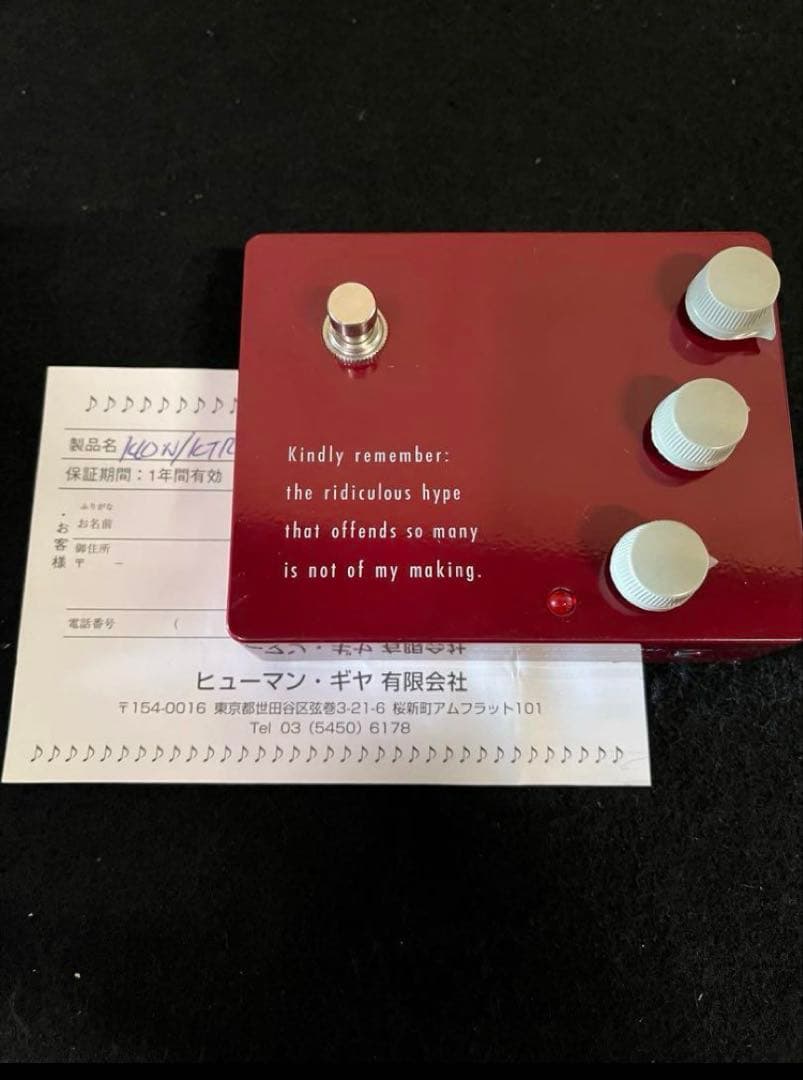 ♪♪♪♪♪♪♪♪♪
製品名 KLON/KTR
保証期間：1年間有効
ふりがな
・お客様
お名前
御住所
〒　－
電話番号　（
Kindly remember:
the ridiculous hype
that offends so many
is not of my making.
ヒューマン・ギヤ 有限会社
〒154-0016 東京都世田谷区弦巻3-21-6 桜新町アムフラット101
Tel 03（5450）6178
♪♪♪♪♪♪♪♪♪♪♪♪♪♪♪♪♪♪♪♪♪♪♪♪♪♪♪♪♪♪♪♪♪